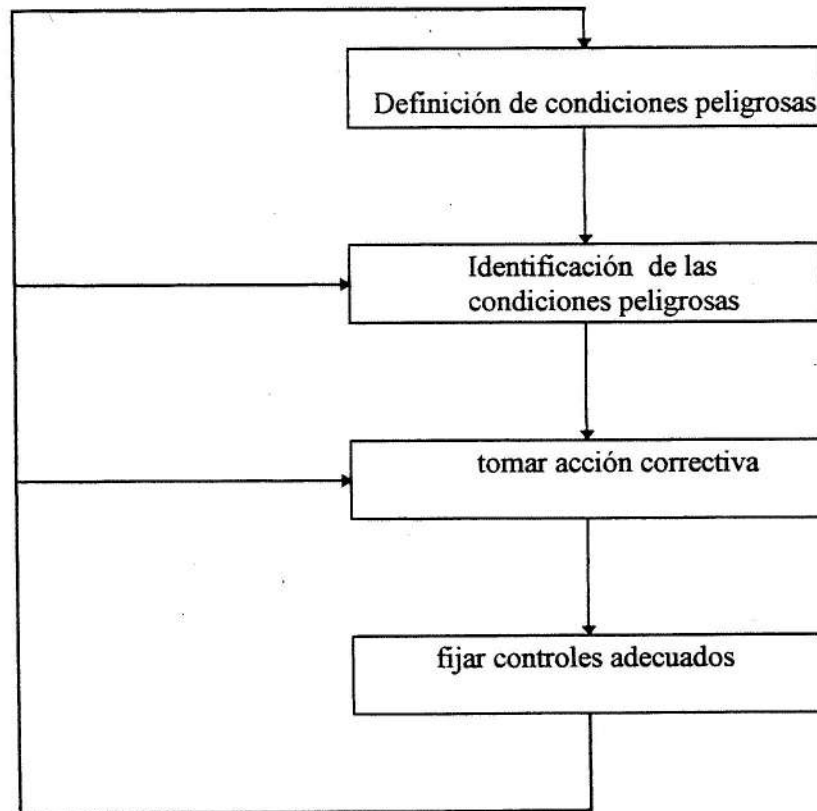 Definición de condiciones peligrosas
Identificación de las
condiciones peligrosas
tomar acción correctiva
fijar controles adecuados